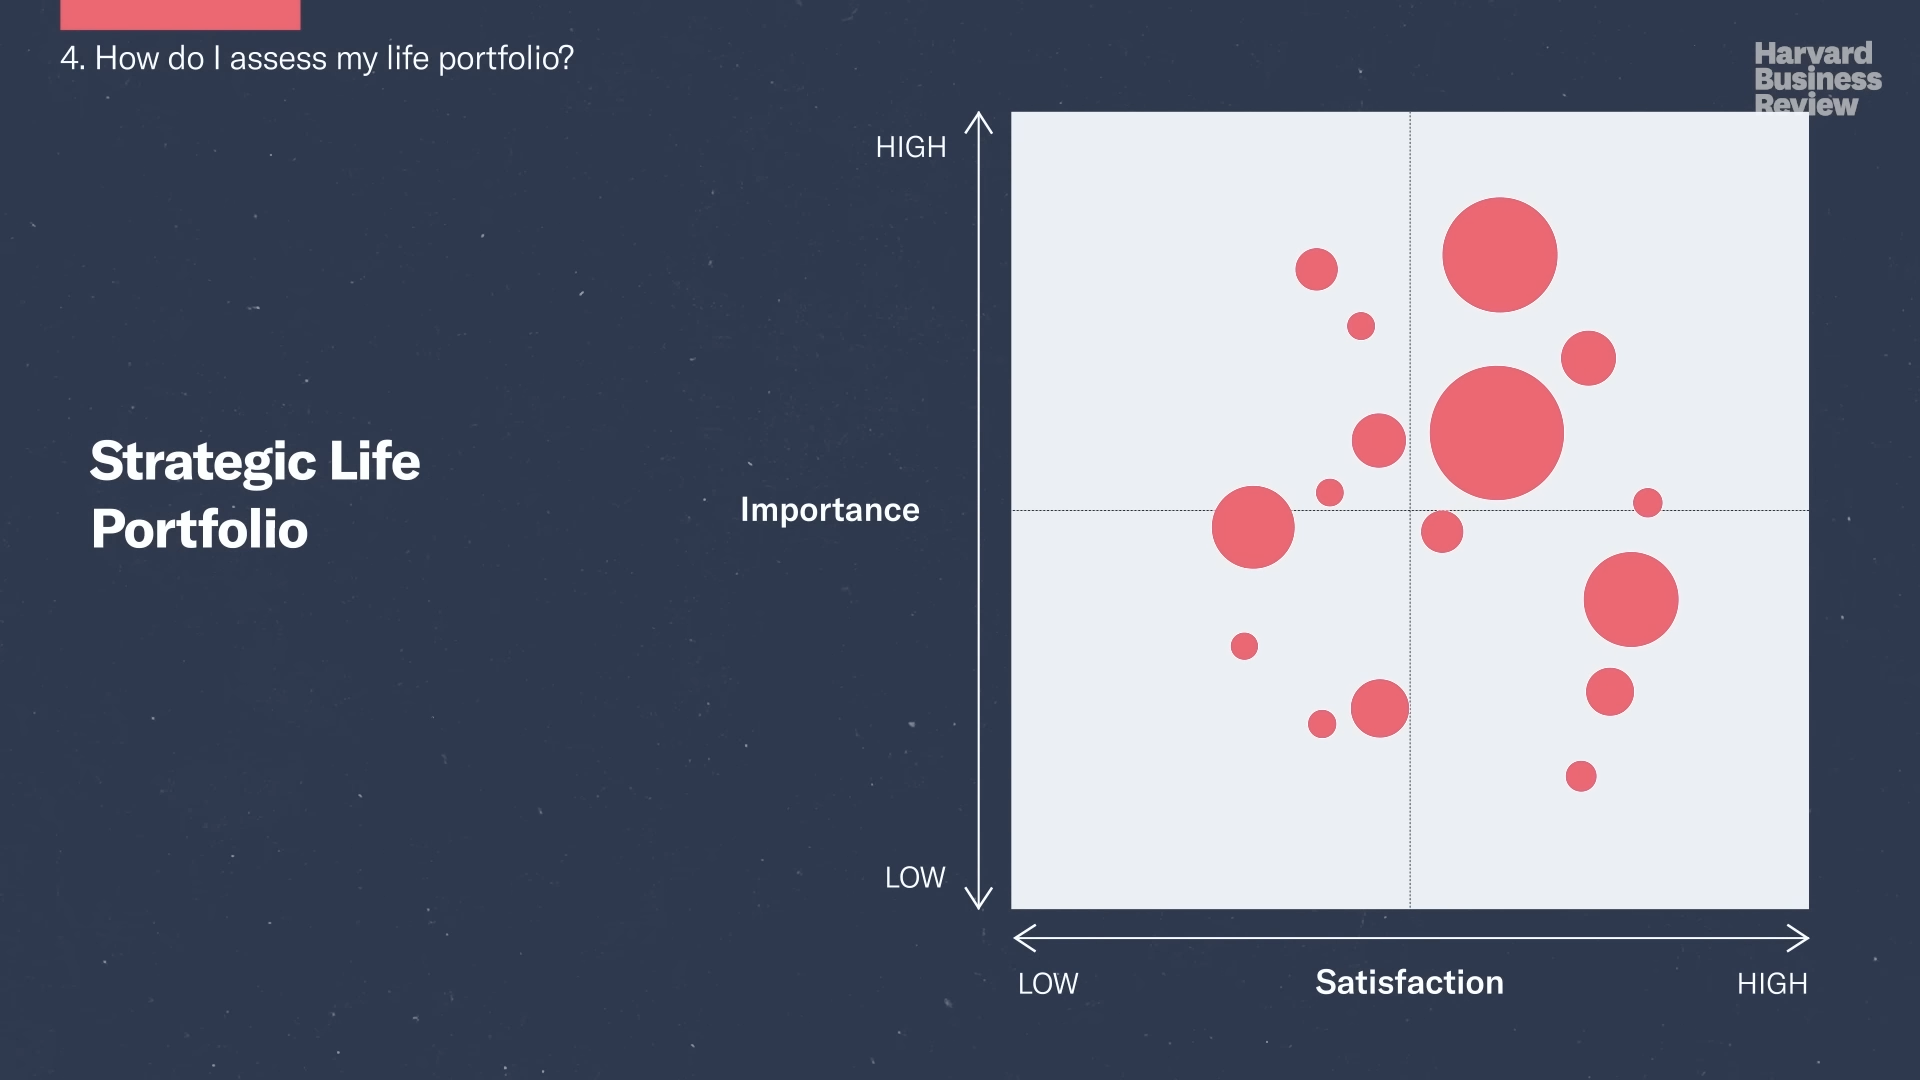 4. How do I assess my life portfolio?
Harvard
Business
Review
HIGH
Strategic Life
Portfolio
Importance
LOW
LOW
Satisfaction
HIGH